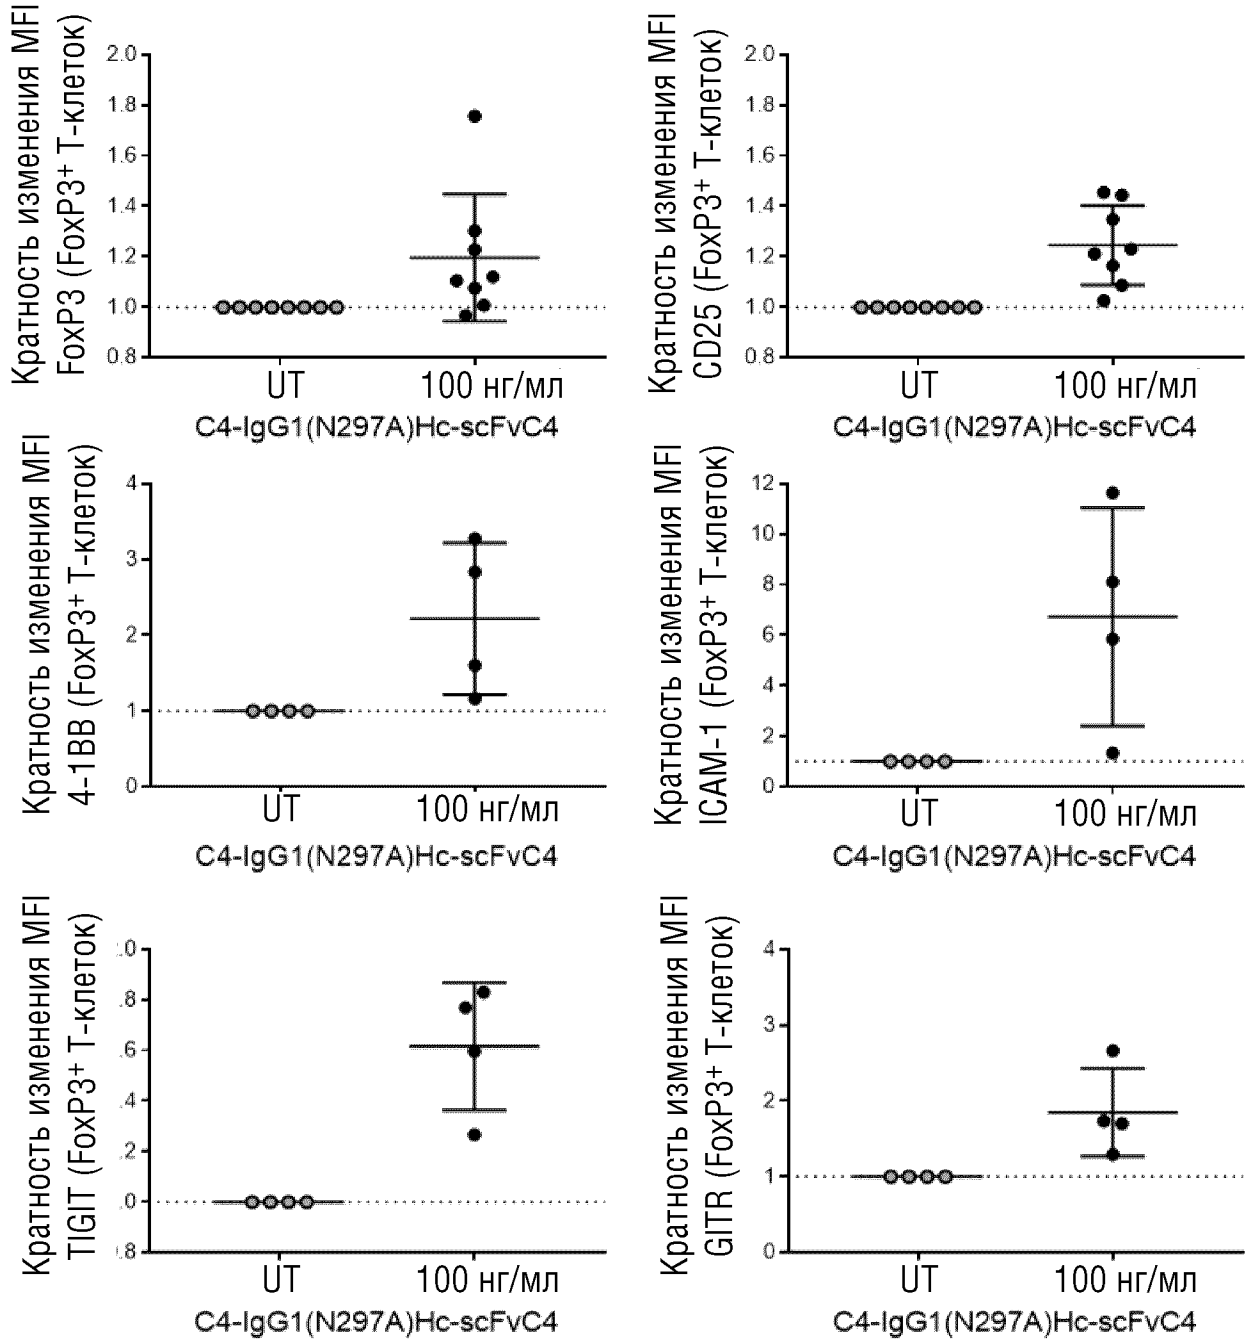 Кратность изменения MFI
FoxP3 (FoxP3+ Т-клеток)
2.0
1.8
1.6
1.4
1.2
1.0
0.8
UT
100 нг/мл
C4-IgG1(N297A)Hc-scFvC4
Кратность изменения MFI
CD25 (FoxP3+ Т-клеток)
2.0
1.8
1.6
1.4
1.2
1.0
0.8
UT
100 нг/мл
C4-IgG1(N297A)Hc-scFvC4
Кратность изменения MFI
4-1BB (FoxP3+ Т-клеток)
4
3
2
1
0
UT
100 нг/мл
C4-IgG1(N297A)Hc-scFvC4
Кратность изменения MFI
ICAM-1 (FoxP3+ Т-клеток)
12
10
8
6
4
2
0
UT
100 нг/мл
C4-IgG1(N297A)Hc-scFvC4
Кратность изменения MFI
TIGIT (FoxP3+ Т-клеток)
.0
.8
.6
.4
.2
.0
.8
UT
100 нг/мл
C4-IgG1(N297A)Hc-scFvC4
Кратность изменения MFI
GITR (FoxP3+ Т-клеток)
4
3
2
1
0
UT
100 нг/мл
C4-IgG1(N297A)Hc-scFvC4